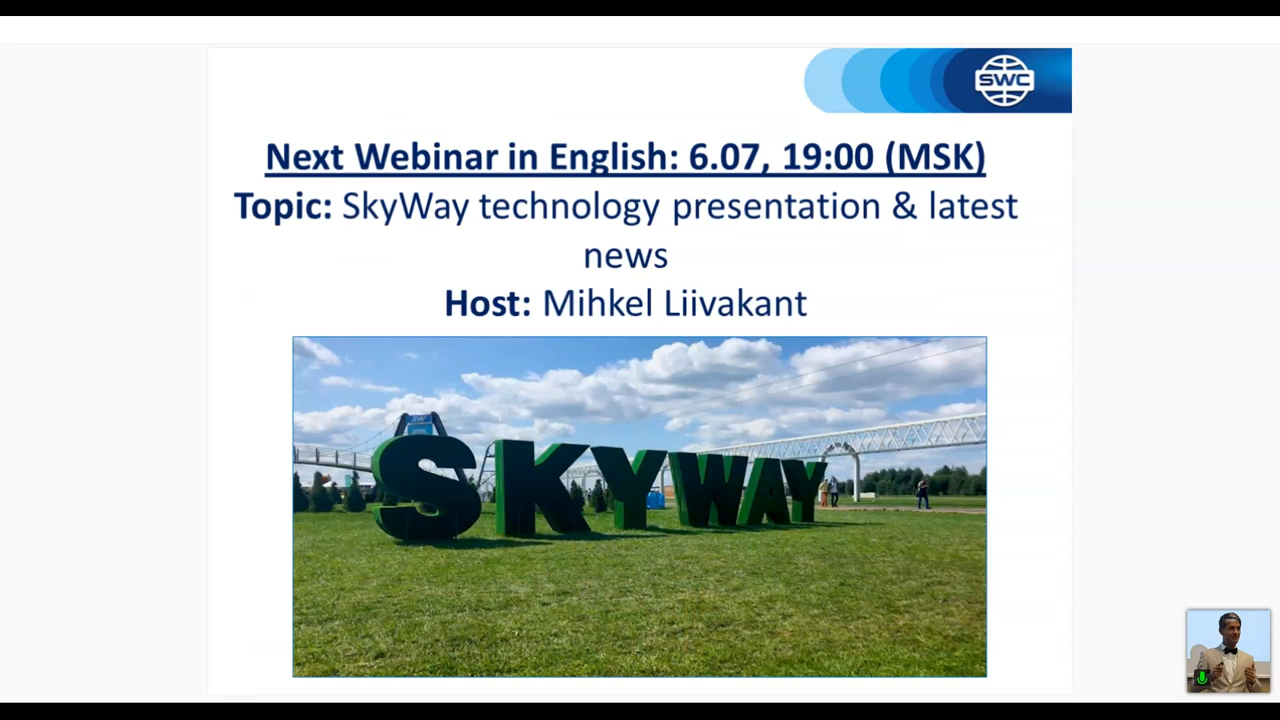 SWC
Next Webinar in English: 6.07, 19:00 (MSK)
Topic: SkyWay technology presentation & latest
news
Host: Mihkel Liivakant
SW
SKYWAY